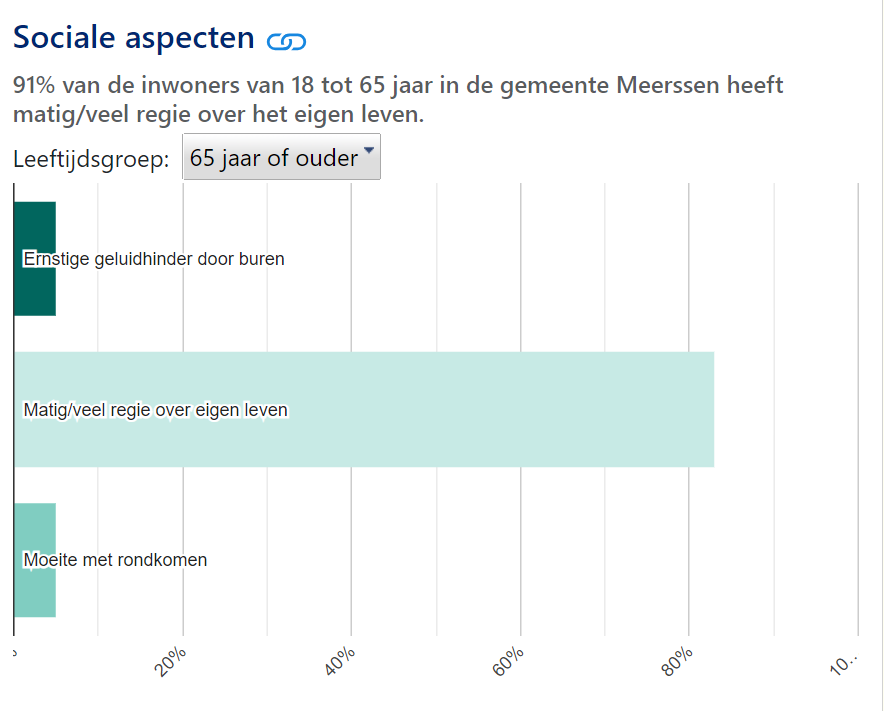 Sociale aspecten
91% van de inwoners van 18 tot 65 jaar in de gemeente Meerssen heeft
matig/veel regie over het eigen leven.
Leeftijdsgroep: 65 jaar of ouder
Ernstige geluidhinder door buren
Matig/veel regie over eigen leven
Moeite met rondkomen
20% 40% 60% 80% 10..